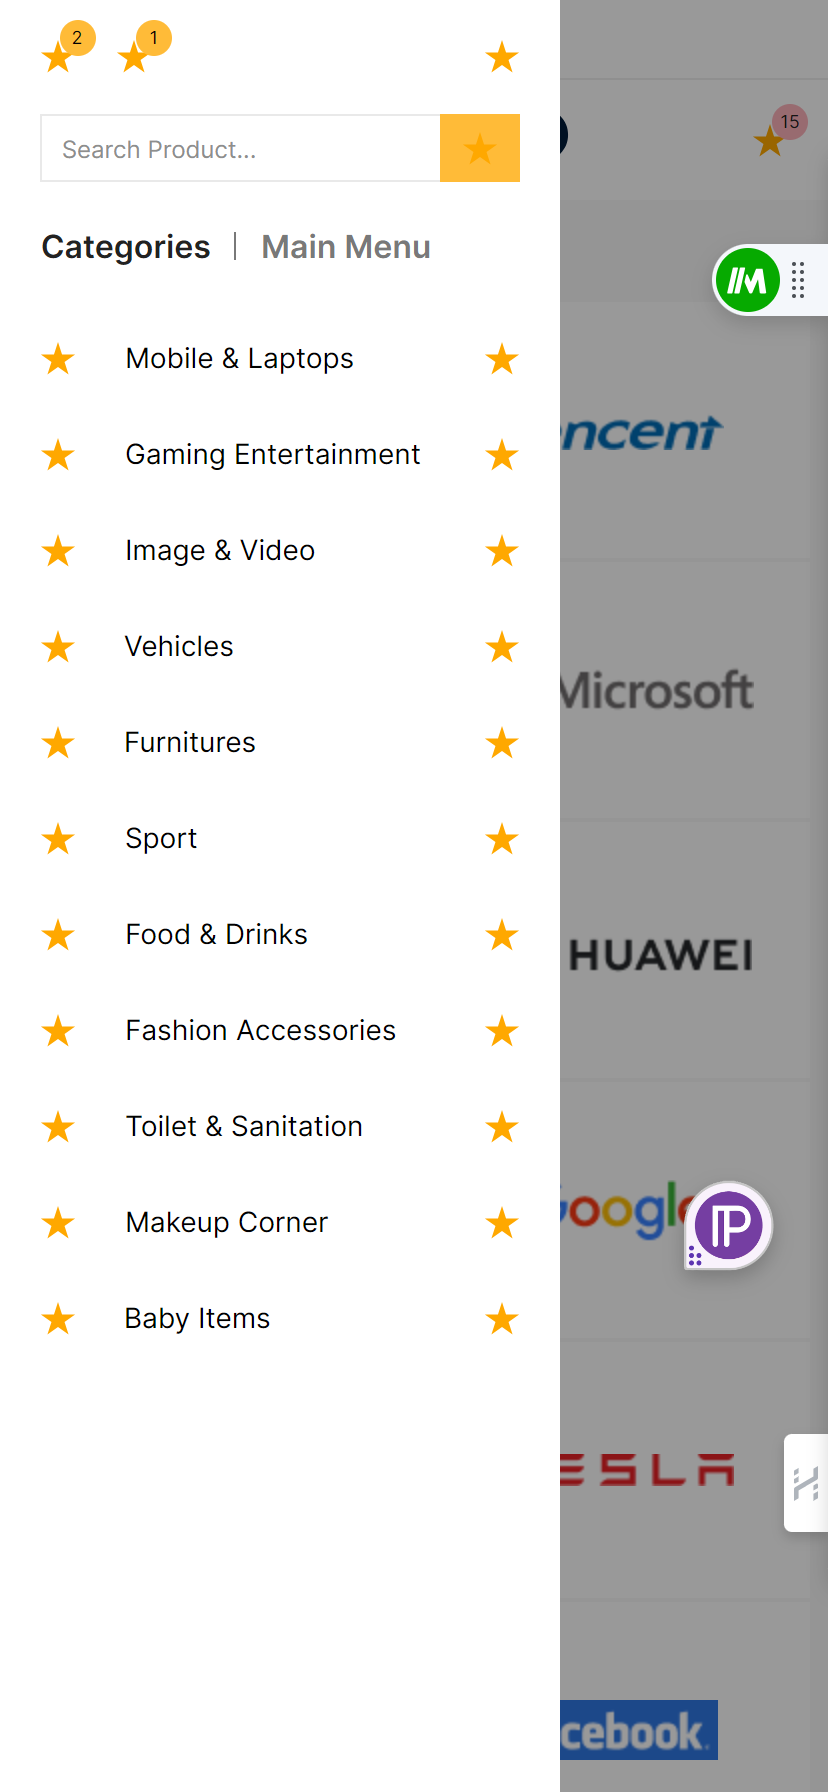 2
1
15
Search Product...
Categories | Main Menu
Mobile & Laptops
ncent
Gaming Entertainment
Image & Video
Vehicles
Microsoft
Furnitures
Sport
Food & Drinks
HUAWEI
Fashion Accessories
Toilet & Sanitation
Makeup Corner
oogle
Baby Items
ESLA
cebook.